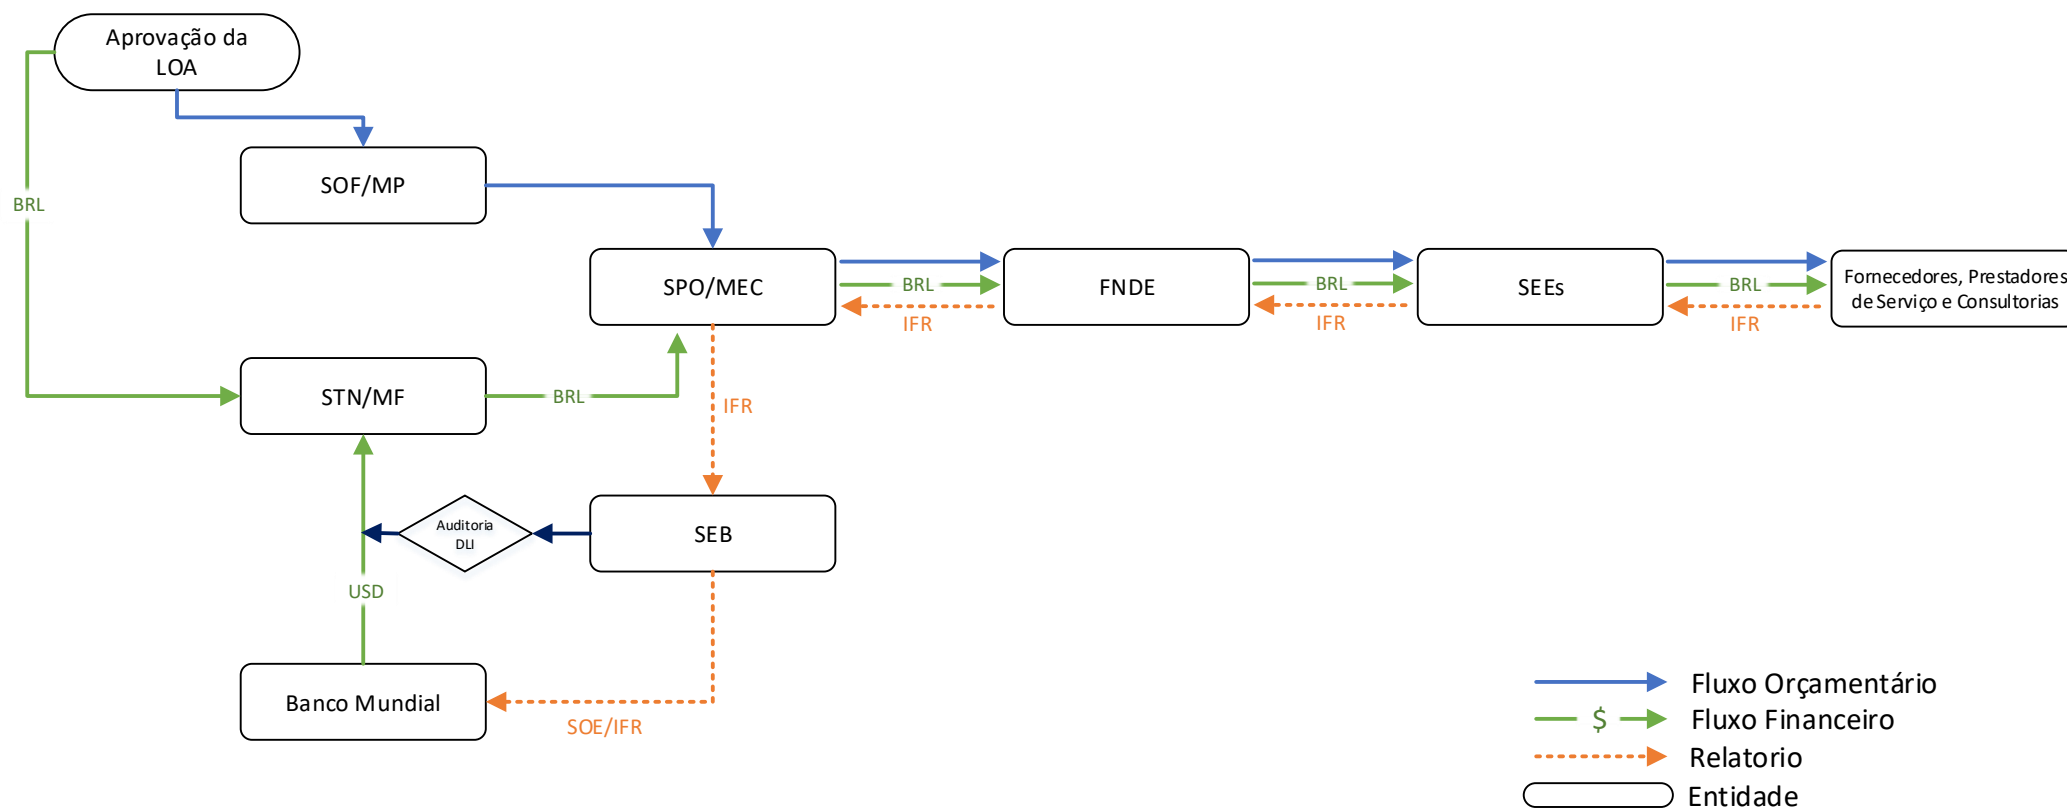 Aprovação da
LOA
SOF/MP
BRL
SPO/MEC
BRL
IFR
FNDE
BRL
IFR
SEEs
BRL
IFR
Fornecedores, Prestadores
de Serviço e Consultorias
STN/MF
BRL
IFR
Auditoria
DLI
SEB
USD
Banco Mundial
SOE/IFR
Fluxo Orçamentário
$
Fluxo Financeiro
Relatorio
Entidade